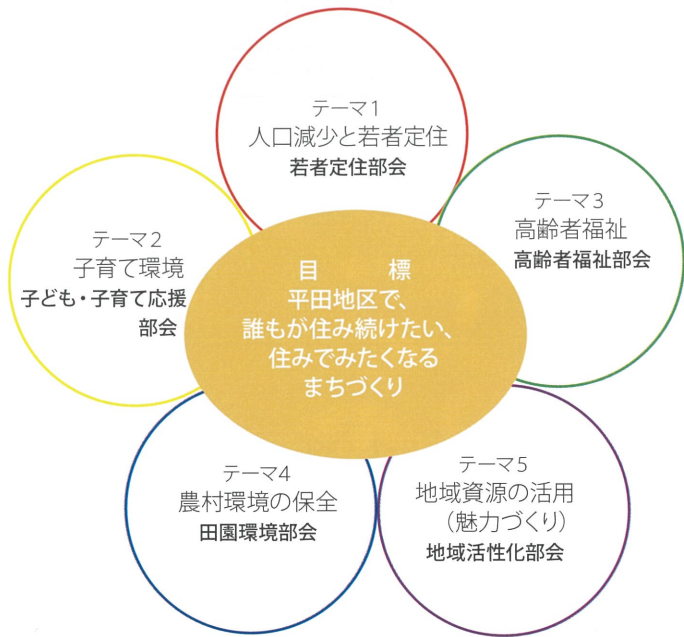 テーマ1
人口減少と若者定住
若者定住部会
テーマ2
子育て環境
子ども・子育て応援
部会
テーマ3
高齢者福祉
高齢者福祉部会
目　標
平田地区で、
誰もが住み続けたい、
住みでみたくなる
まちづくり
テーマ4
農村環境の保全
田園環境部会
テーマ5
地域資源の活用
（魅力づくり）
地域活性化部会